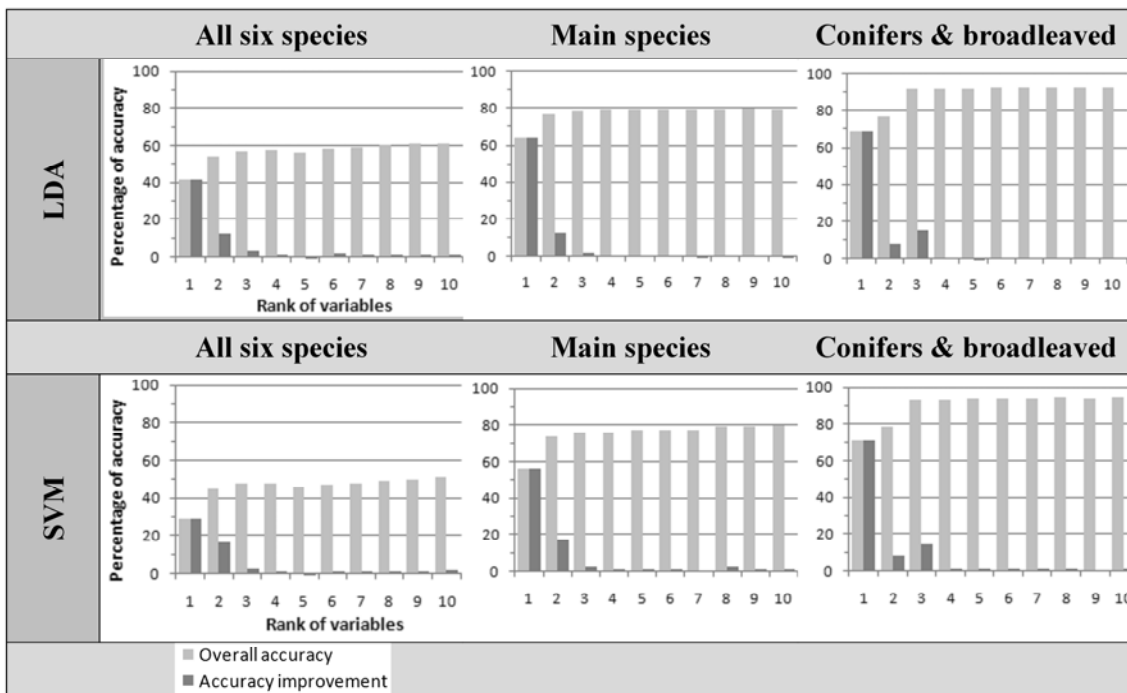 All six species Main species Conifers & broadleaved
LDA
Percentage of accuracy
100
80
60
40
20
0
1 2 3 4 5 6 7 8 9 10
Rank of variables
100
80
60
40
20
0
1 2 3 4 5 6 7 8 9 10
100
80
60
40
20
0
1 2 3 4 5 6 7 8 9 10
All six species Main species Conifers & broadleaved
SVM
Percentage of accuracy
100
80
60
40
20
0
1 2 3 4 5 6 7 8 9 10
Rank of variables
100
80
60
40
20
0
1 2 3 4 5 6 7 8 9 10
100
80
60
40
20
0
1 2 3 4 5 6 7 8 9 10
Overall accuracy
Accuracy improvement